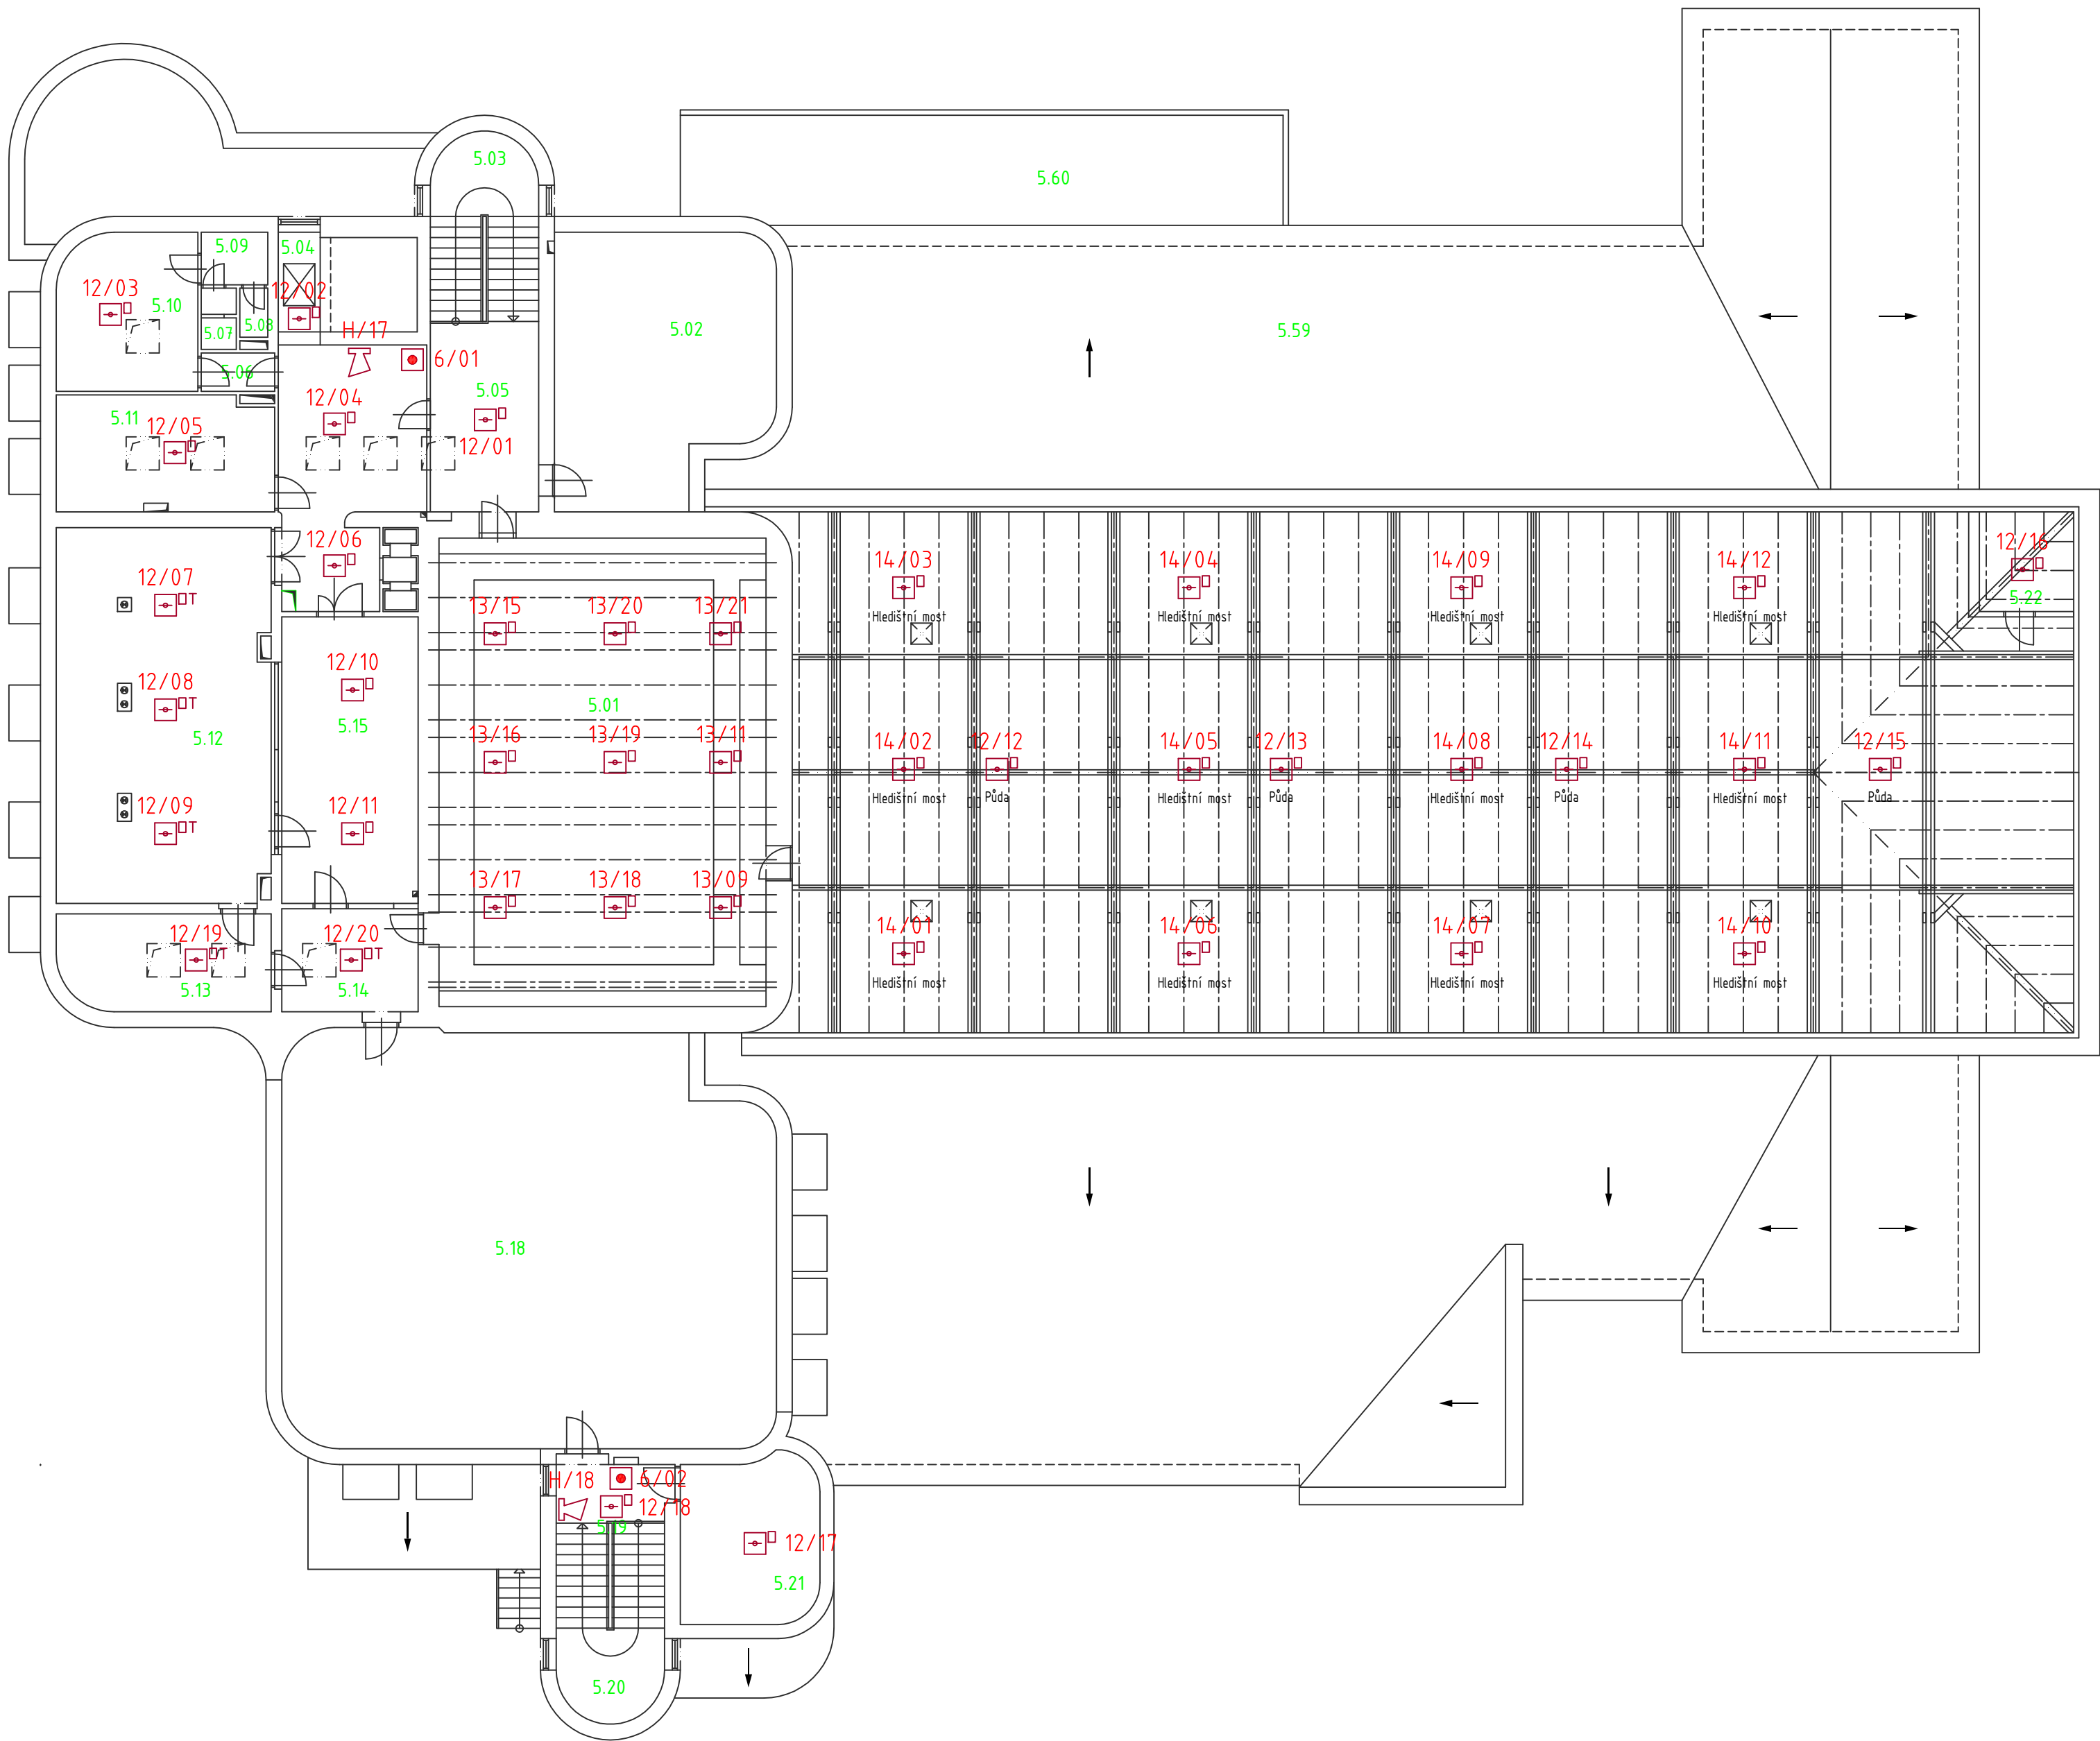 5.03
5.60
5.09
5.04
12/03
5.10
12/02
5.07
5.08
H/17
5.02
5.59
6/01
5.06
5.05
12/04
5.11
12/05
12/01
12/06
14/03
14/04
14/09
14/12
12/16
12/07
T
Hledištní most
Hledištní most
Hledištní most
Hledištní most
5.22
13/15
13/20
13/21
12/10
12/08
T
5.01
5.15
5.12
13/16
13/19
13/11
14/02
12/12
14/05
12/13
14/08
12/14
14/11
12/15
Hledištní most
Půda
Hledištní most
Půda
Hledištní most
Půda
Hledištní most
Půda
12/09
T
12/11
13/17
13/18
13/09
12/19
T
12/20
T
14/01
14/06
14/07
14/10
Hledištní most
Hledištní most
Hledištní most
Hledištní most
5.13
5.14
5.18
H/18
6/02
12/18
5.19
12/17
5.21
5.20